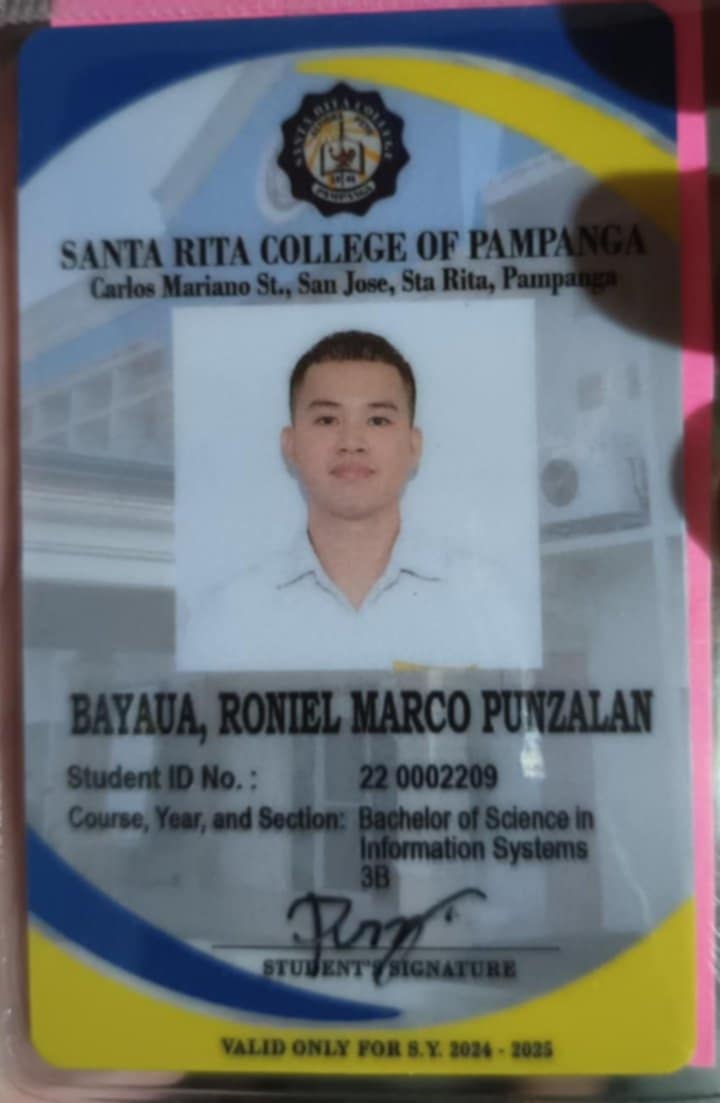 SANTA RITA COLLEGE
PAMPANGA
SANTA RITA COLLEGE OF PAMPANGA
Carlos Mariano St., San Jose, Sta Rita, Pampanga
BAYAUA, RONIEL MARCO PUNZALAN
Student ID No. : 22 0002209
Course, Year, and Section: Bachelor of Science in
Information Systems
3B
STUDENT'S SIGNATURE
VALID ONLY FOR S.Y. 2024 - 2025